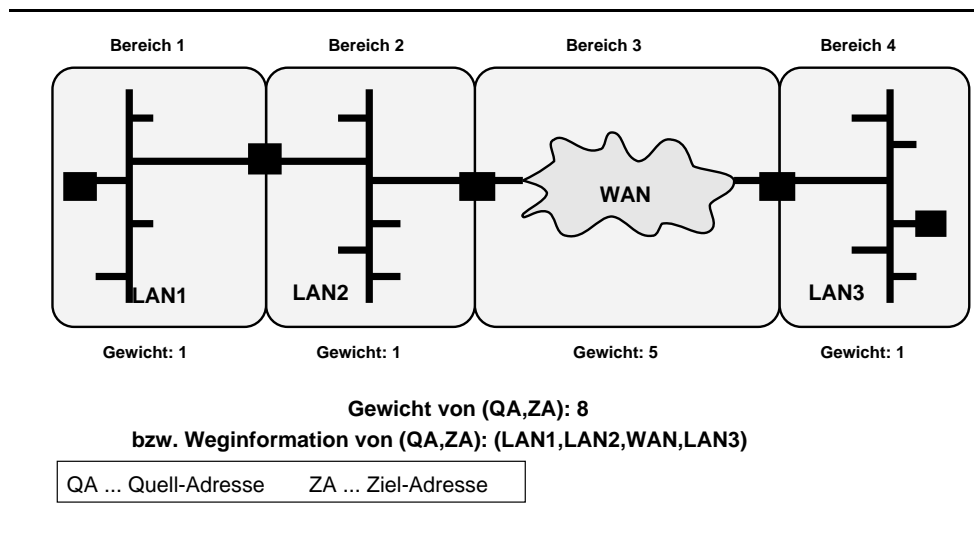 Bereich 1 Bereich 2 Bereich 3 Bereich 4
WAN
LAN1 LAN2 LAN3
Gewicht: 1 Gewicht: 1 Gewicht: 5 Gewicht: 1
Gewicht von (QA,ZA): 8
bzw. Weginformation von (QA,ZA): (LAN1,LAN2,WAN,LAN3)
QA ... Quell-Adresse ZA ... Ziel-Adresse